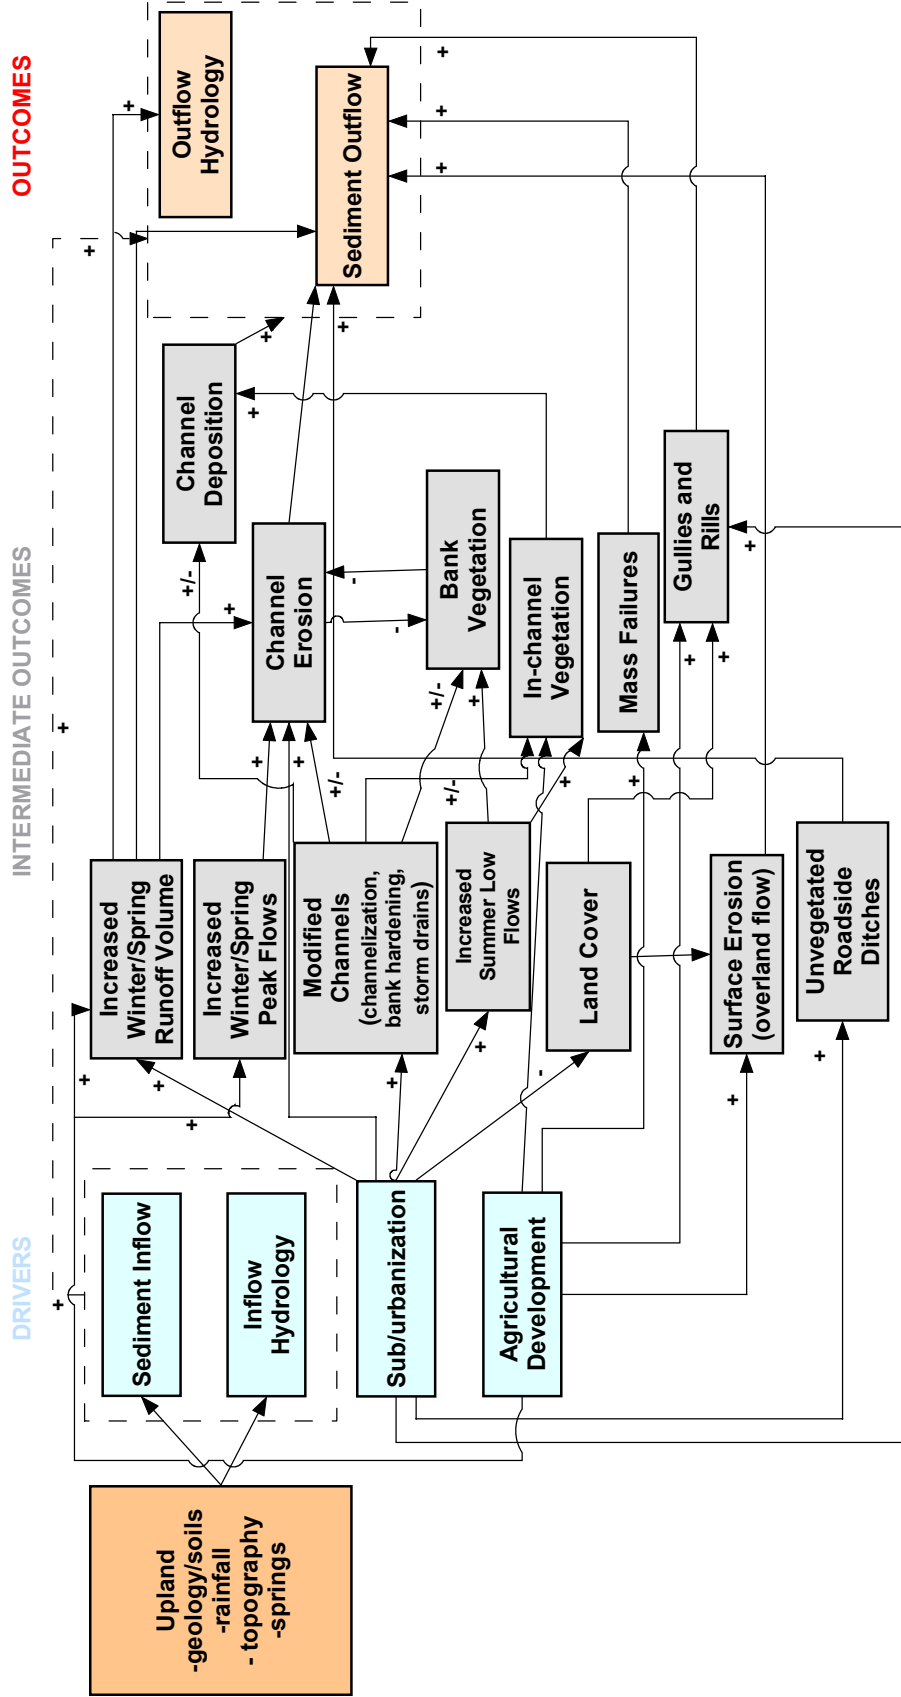 DRIVERS
INTERMEDIATE OUTCOMES
OUTCOMES
Upland
-geology/soils
-rainfall
- topography
-springs
Sediment Inflow
Inflow
Hydrology
Sub/urbanization
Agricultural
Development
Increased
Winter/Spring
Runoff Volume
Increased
Winter/Spring
Peak Flows
Modified
Channels
(channelization,
bank hardening,
storm drains)
Increased
Summer Low
Flows
Land Cover
Surface Erosion
(overland flow)
Unvegetated
Roadside
Ditches
Channel
Deposition
Channel
Erosion
Bank
Vegetation
In-channel
Vegetation
Mass Failures
Gullies and
Rills
Outflow
Hydrology
Sediment Outflow
+
+
+
+
+
+
+
+
+
-
+
+
+
+
+
+/-
+/-
+/-
+/-
+
+
+
+
+
+
-
-
+
+
+
+
+
+
+
+